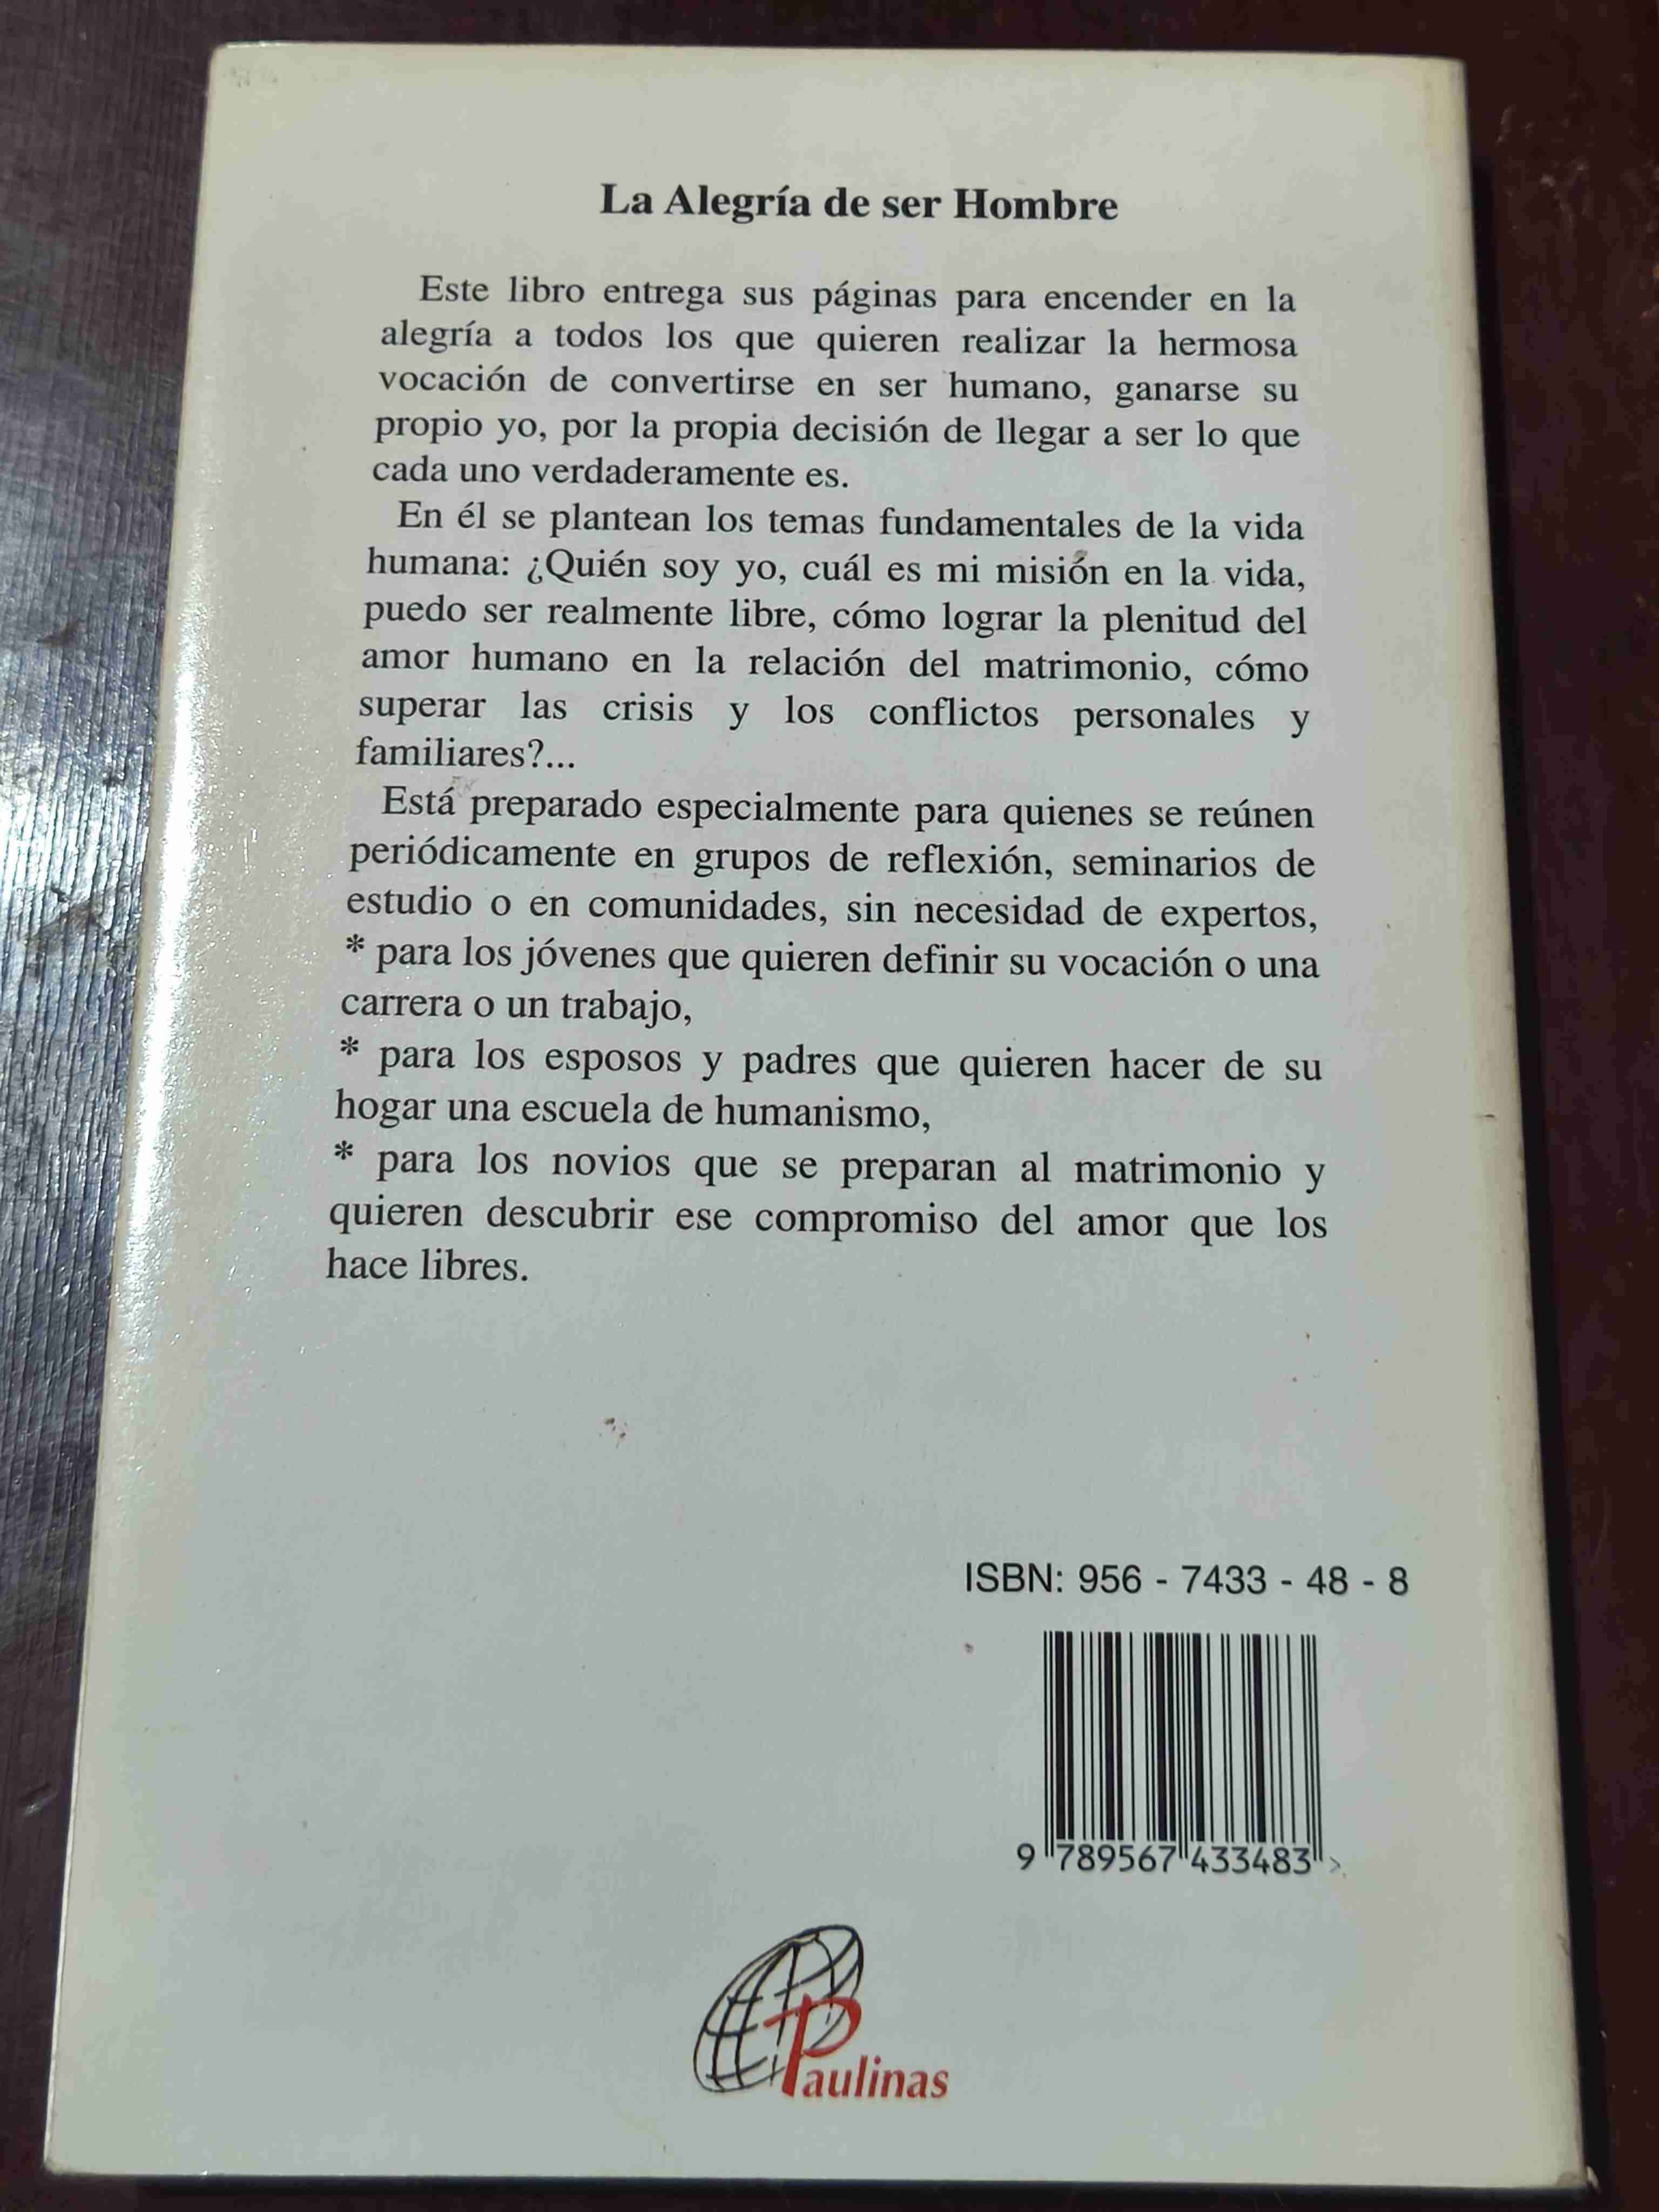 La Alegría de ser Hombre
Este libro entrega sus páginas para encender en la
alegría a todos los que quieren realizar la hermosa
vocación de convertirse en ser humano, ganarse su
propio yo, por la propia decisión de llegar a ser lo que
cada uno verdaderamente es.
En él se plantean los temas fundamentales de la vida
humana: ¿Quién soy yo, cuál es mi misión en la vida,
puedo ser realmente libre, cómo lograr la plenitud del
amor humano en la relación del matrimonio, cómo
superar las crisis y los conflictos personales y
familiares?...
Está preparado especialmente para quienes se reúnen
periódicamente en grupos de reflexión, seminarios de
estudio o en comunidades, sin necesidad de expertos,
* para los jóvenes que quieren definir su vocación o una
carrera o un trabajo,
* para los esposos y padres que quieren hacer de su
hogar una escuela de humanismo,
* para los novios que se preparan al matrimonio y
quieren descubrir ese compromiso del amor que los
hace libres.
ISBN: 956 - 7433 - 48 - 8
9 789567 433483 >
Paulinas